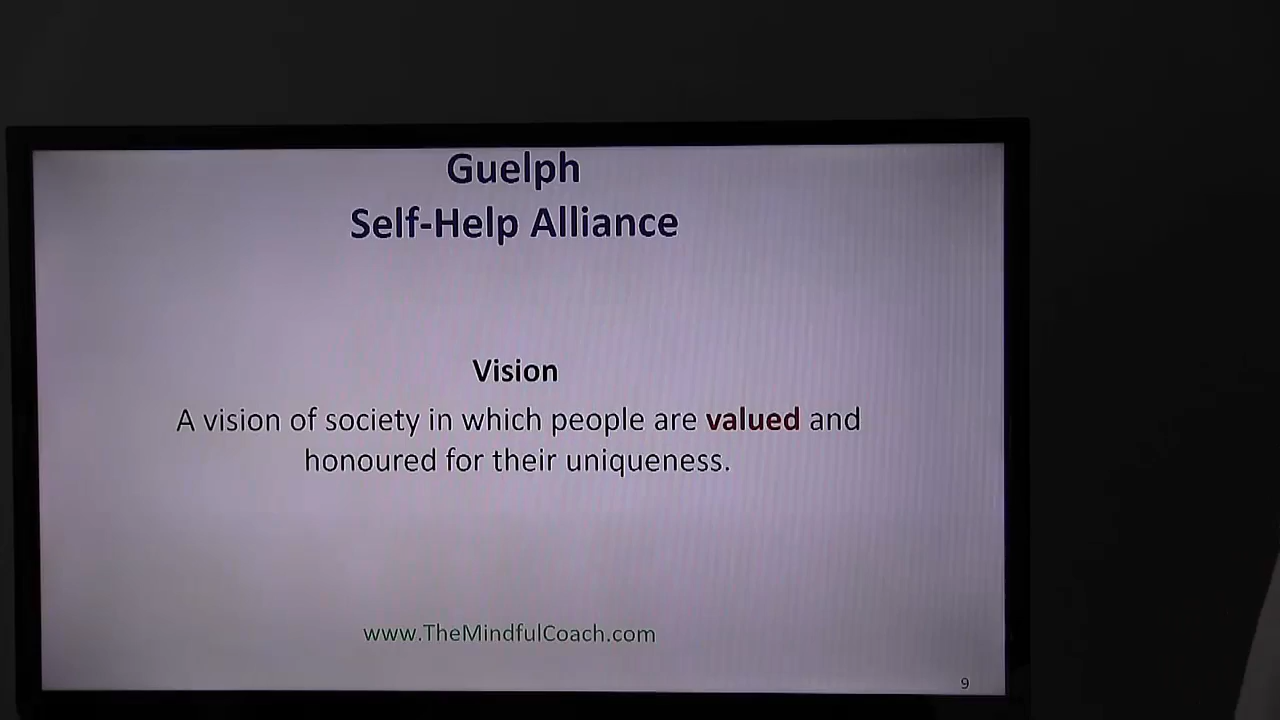 Guelph
Self-Help Alliance
Vision
A vision of society in which people are valued and
honoured for their uniqueness.
www.TheMindfulCoach.com
9